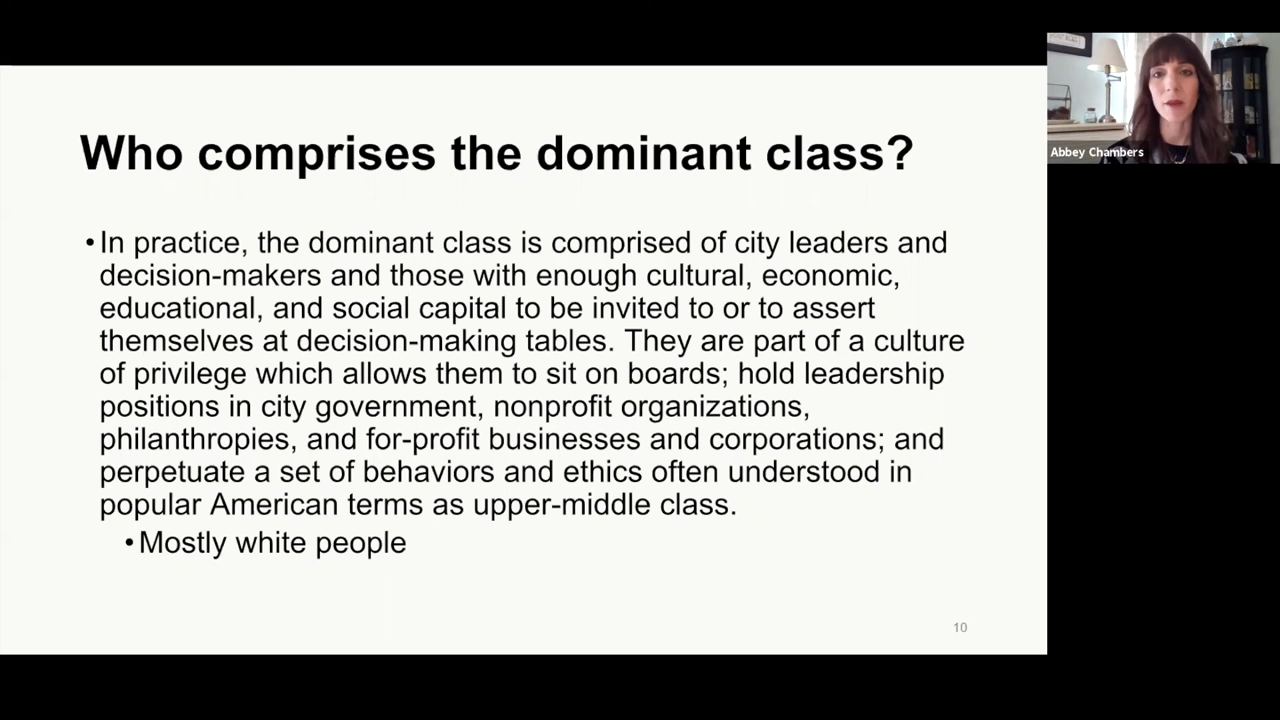 Who comprises the dominant class?
•In practice, the dominant class is comprised of city leaders and
decision-makers and those with enough cultural, economic,
educational, and social capital to be invited to or to assert
themselves at decision-making tables. They are part of a culture
of privilege which allows them to sit on boards; hold leadership
positions in city government, nonprofit organizations,
philanthropies, and for-profit businesses and corporations; and
perpetuate a set of behaviors and ethics often understood in
popular American terms as upper-middle class.
•Mostly white people
10
Abbey Chambers